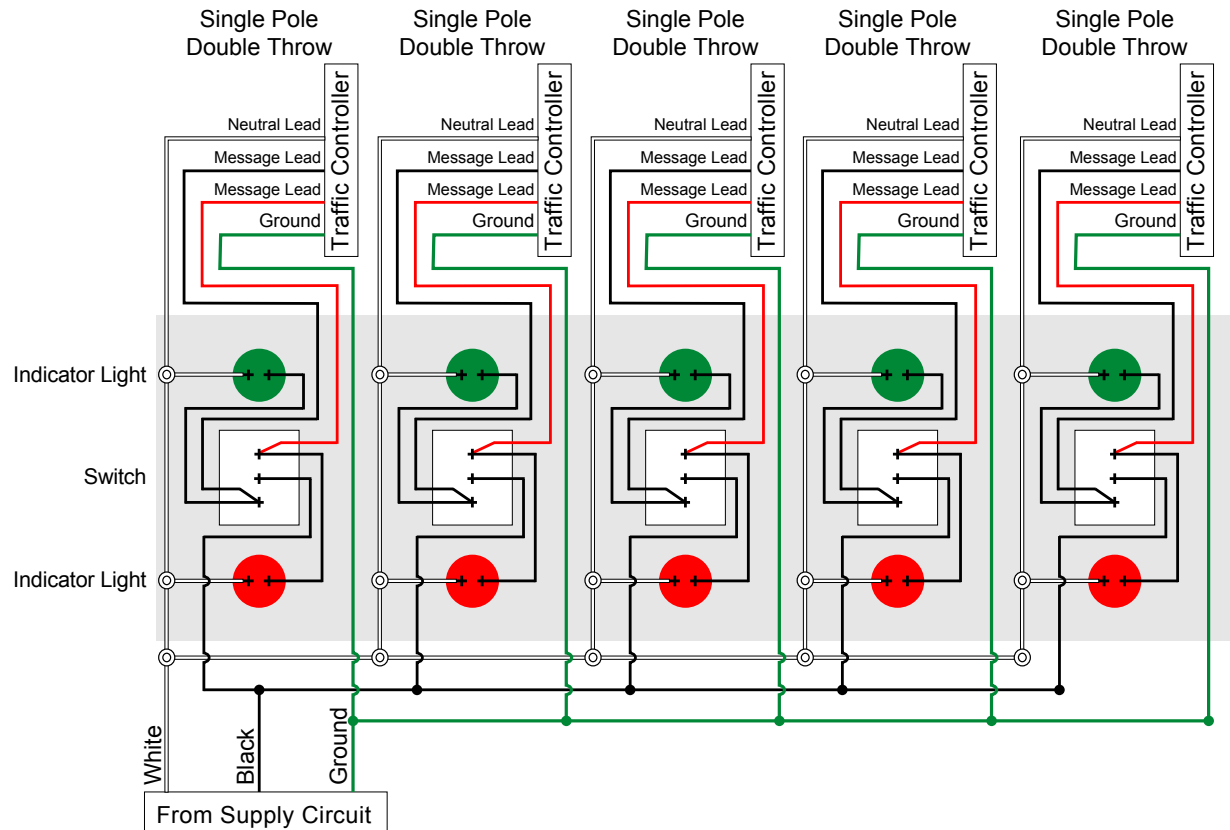 Single Pole
Double Throw
Single Pole
Double Throw
Single Pole
Double Throw
Single Pole
Double Throw
Single Pole
Double Throw
Neutral Lead
Message Lead
Message Lead
Ground
Traffic Controller
Neutral Lead
Message Lead
Message Lead
Ground
Traffic Controller
Neutral Lead
Message Lead
Message Lead
Ground
Traffic Controller
Neutral Lead
Message Lead
Message Lead
Ground
Traffic Controller
Neutral Lead
Message Lead
Message Lead
Ground
Traffic Controller
Indicator Light
Switch
Indicator Light
White
Black
Ground
From Supply Circuit